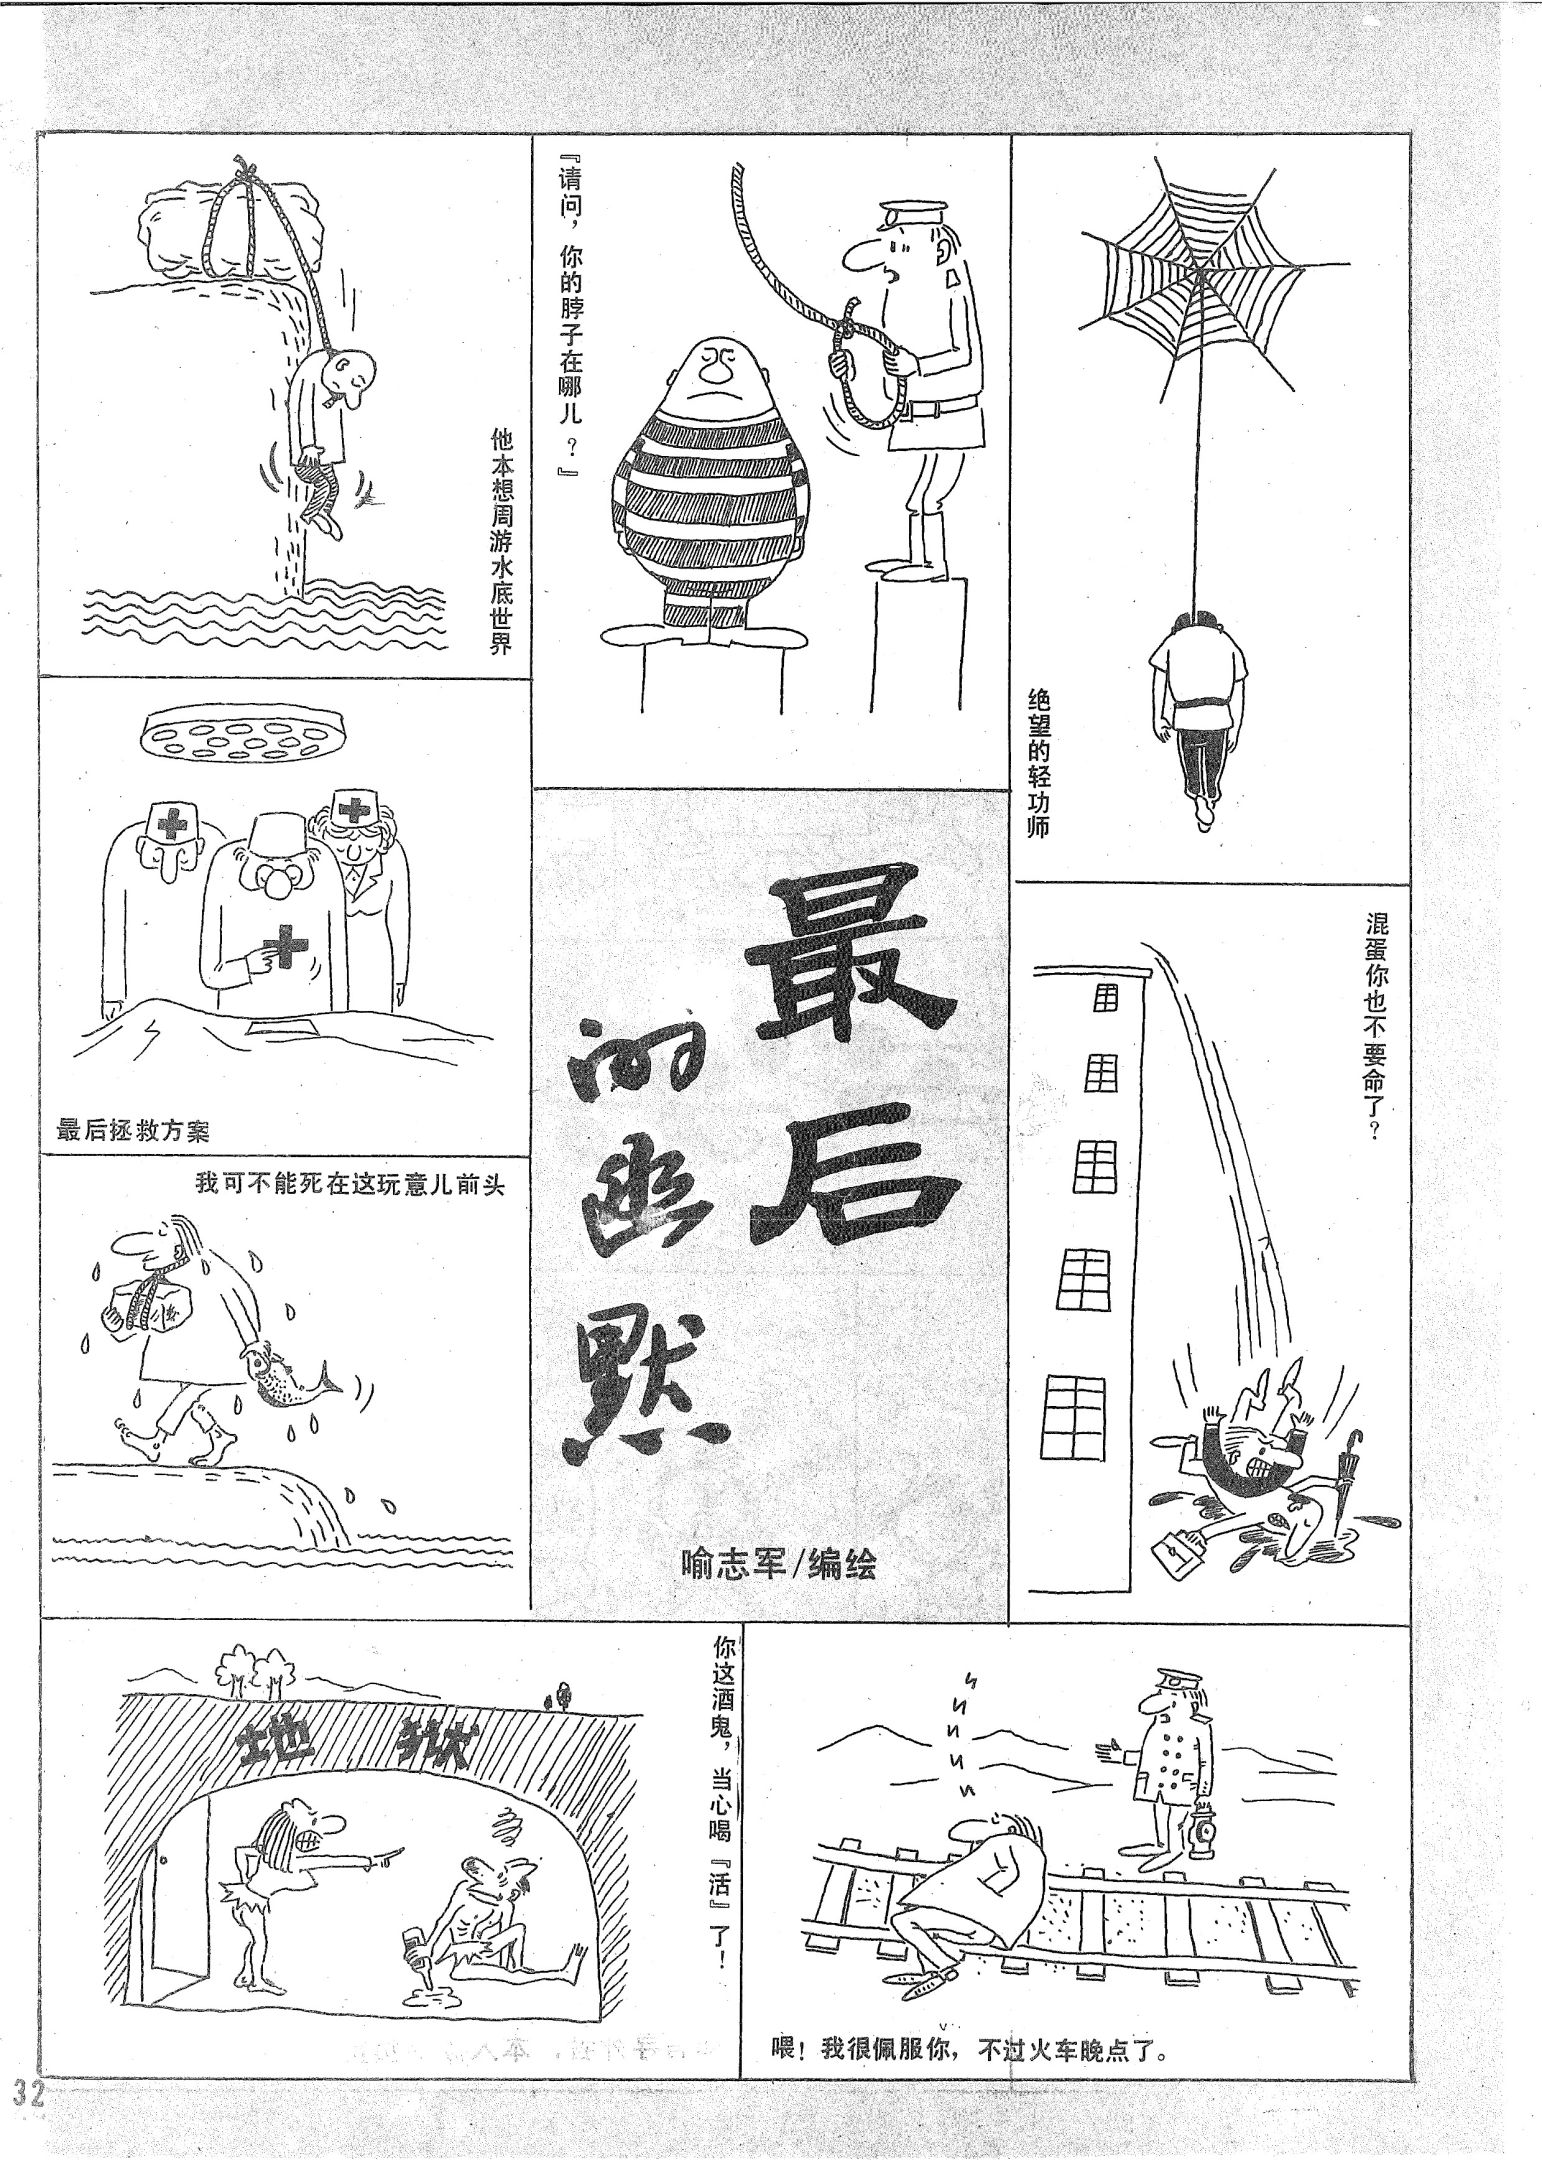 他本想周游水底世界
『请问，你的脖子在哪儿？』
绝望的轻功师
最后拯救方案
最后
的幽默
喻志军/编绘
混蛋你也不要命了？
我可不能死在这玩意儿前头
地狱
你这酒鬼，当心喝『活』了！
喂！我很佩服你，不过火车晚点了。
32